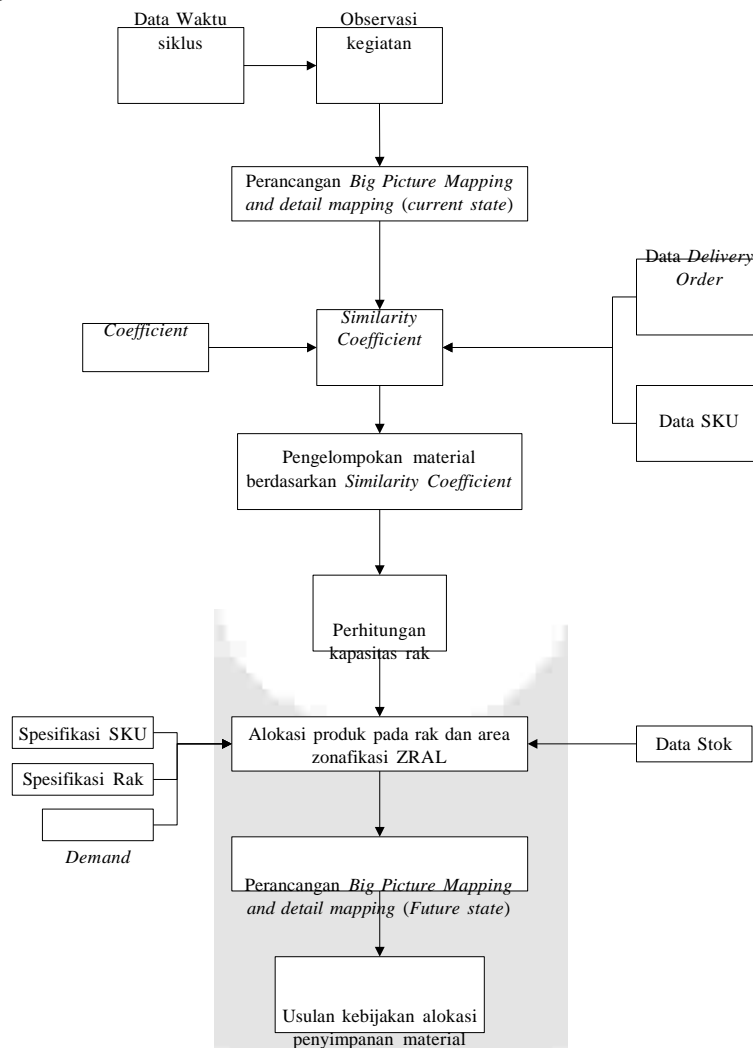 Data Waktu
siklus
Observasi
kegiatan
Perancangan Big Picture Mapping
and detail mapping (current state)
Data Delivery
Order
Coefficient
Similarity
Coefficient
Data SKU
Pengelompokan material
berdasarkan Similarity Coefficient
Perhitungan
kapasitas rak
Spesifikasi SKU
Spesifikasi Rak
Demand
Alokasi produk pada rak dan area
zonafikasi ZRAL
Data Stok
Perancangan Big Picture Mapping
and detail mapping (Future state)
Usulan kebijakan alokasi
penyimpanan material